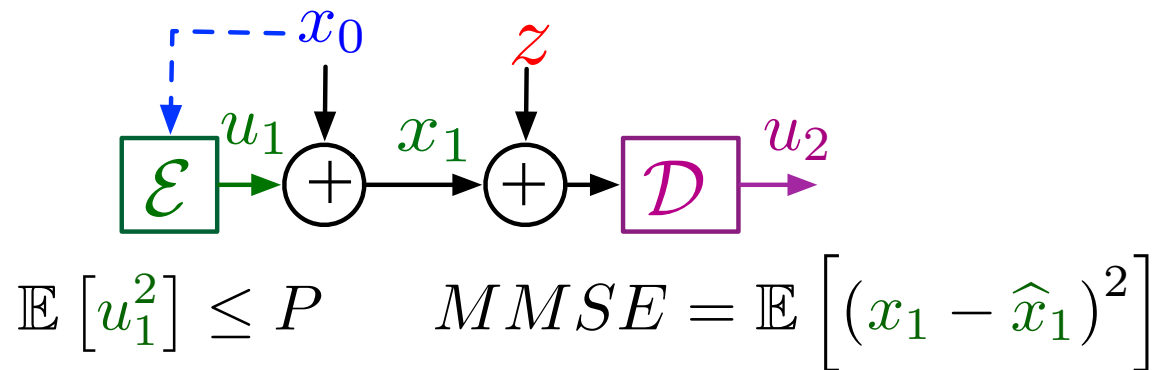 x₀ z
u₁ x₁ u₂
ℰ + + 𝒟
𝔼 [u₁²] ≤ P MMSE = 𝔼 [(x₁ − x̂₁)²]